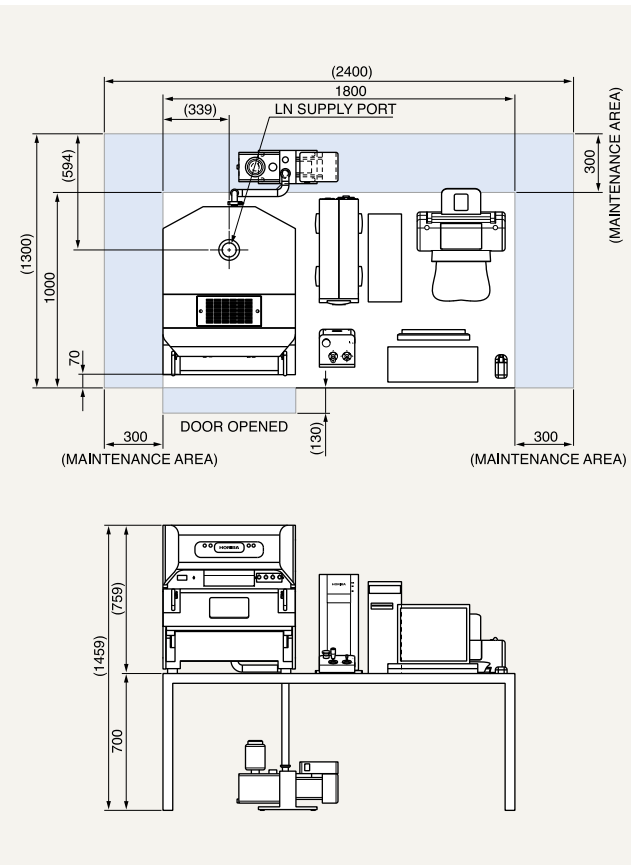 (2400)
1800
(339)
LN SUPPLY PORT
(594)
300
(MAINTENANCE AREA)
(1300)
1000
70
DOOR OPENED
(130)
300
(MAINTENANCE AREA)
300
(MAINTENANCE AREA)
HORIBA
HORIBA
(759)
(1459)
700